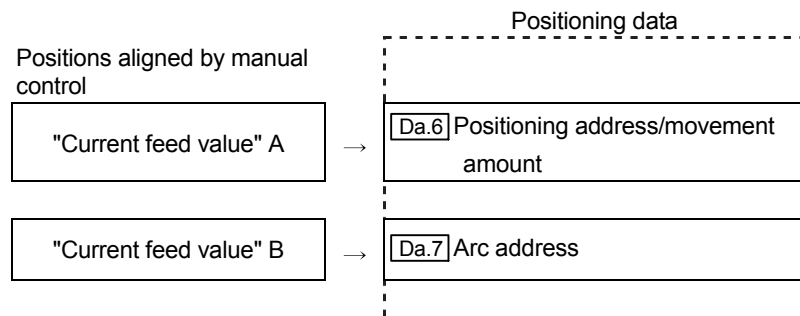 Positioning data
Positions aligned by manual
control
"Current feed value" A → Da.6 Positioning address/movement
amount
"Current feed value" B → Da.7 Arc address